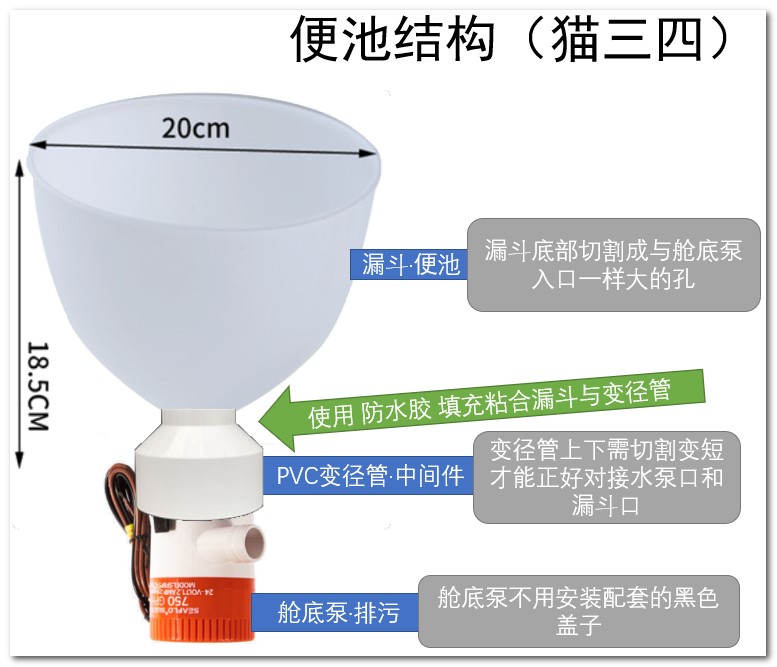 便池结构（猫三四）
20cm
18.5CM
漏斗·便池
漏斗底部切割成与舱底泵
入口一样大的孔
使用 防水胶 填充粘合漏斗与变径管
PVC变径管·中间件
变径管上下需切割变短
才能正好对接水泵口和
漏斗口
舱底泵·排污
舱底泵不用安装配套的黑色
盖子
750